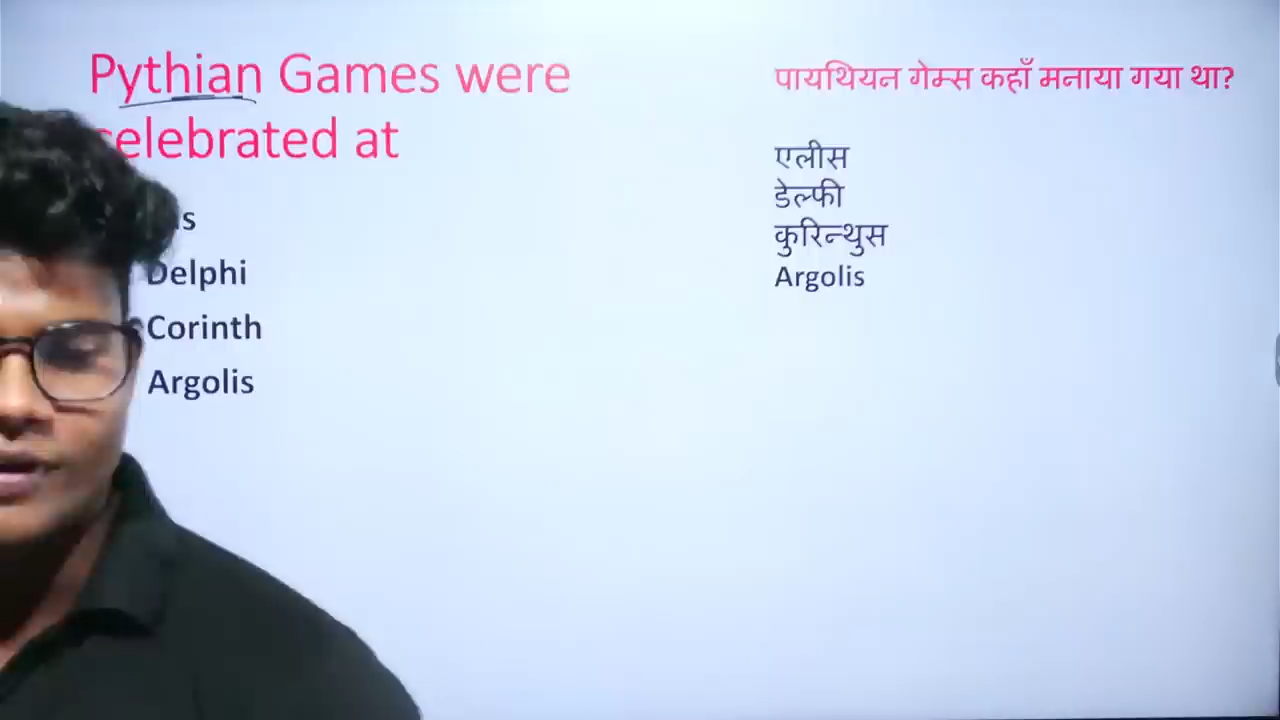 Pythian Games were
celebrated at
Delphi
Corinth
Argolis
पायथियन गेम्स कहाँ मनाया गया था?
एलीस
डेल्फी
कुरिन्थुस
Argolis